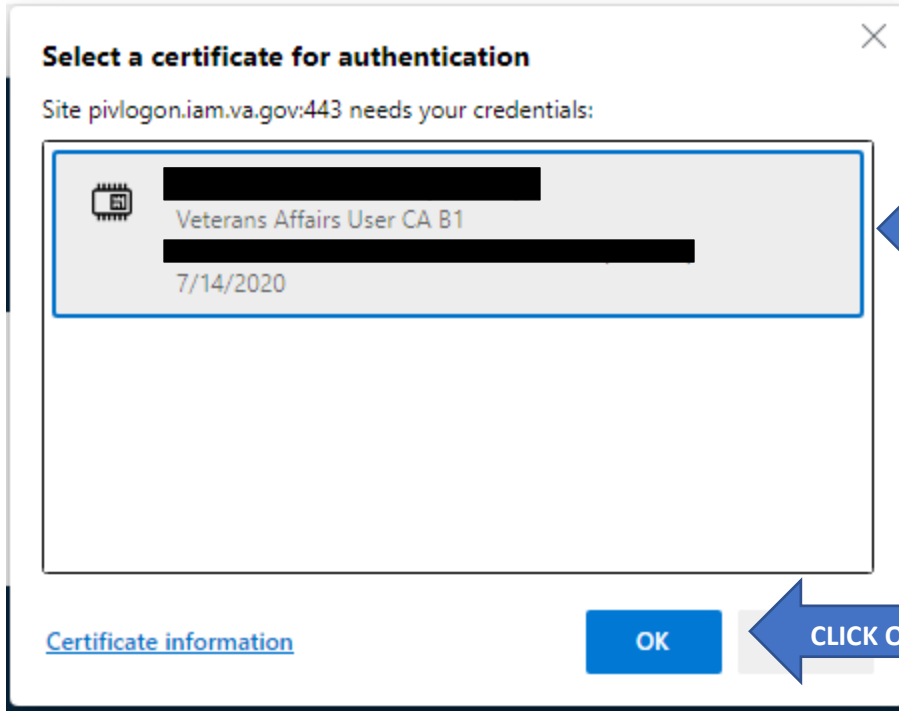 Select a certificate for authentication
Site pivlogon.iam.va.gov:443 needs your credentials:
Veterans Affairs User CA B1
7/14/2020
Certificate information
OK
CLICK O